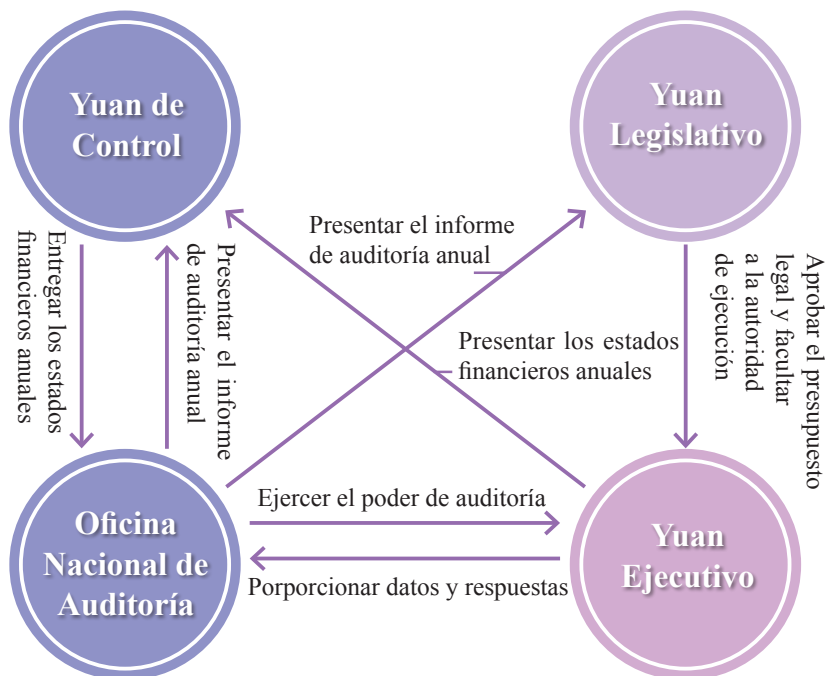 Yuan de
Control
Yuan
Legislativo
Presentar el informe
de auditoría anual
Entregar los estados
financieros anuales
Presentar el informe
de auditoría anual
Presentar los estados
financieros anuales
Aprobar el presupuesto
legal y facultar
a la autoridad
de ejecución
Oficina
Nacional de
Auditoría
Ejercer el poder de auditoría
Porporcionar datos y respuestas
Yuan
Ejecutivo